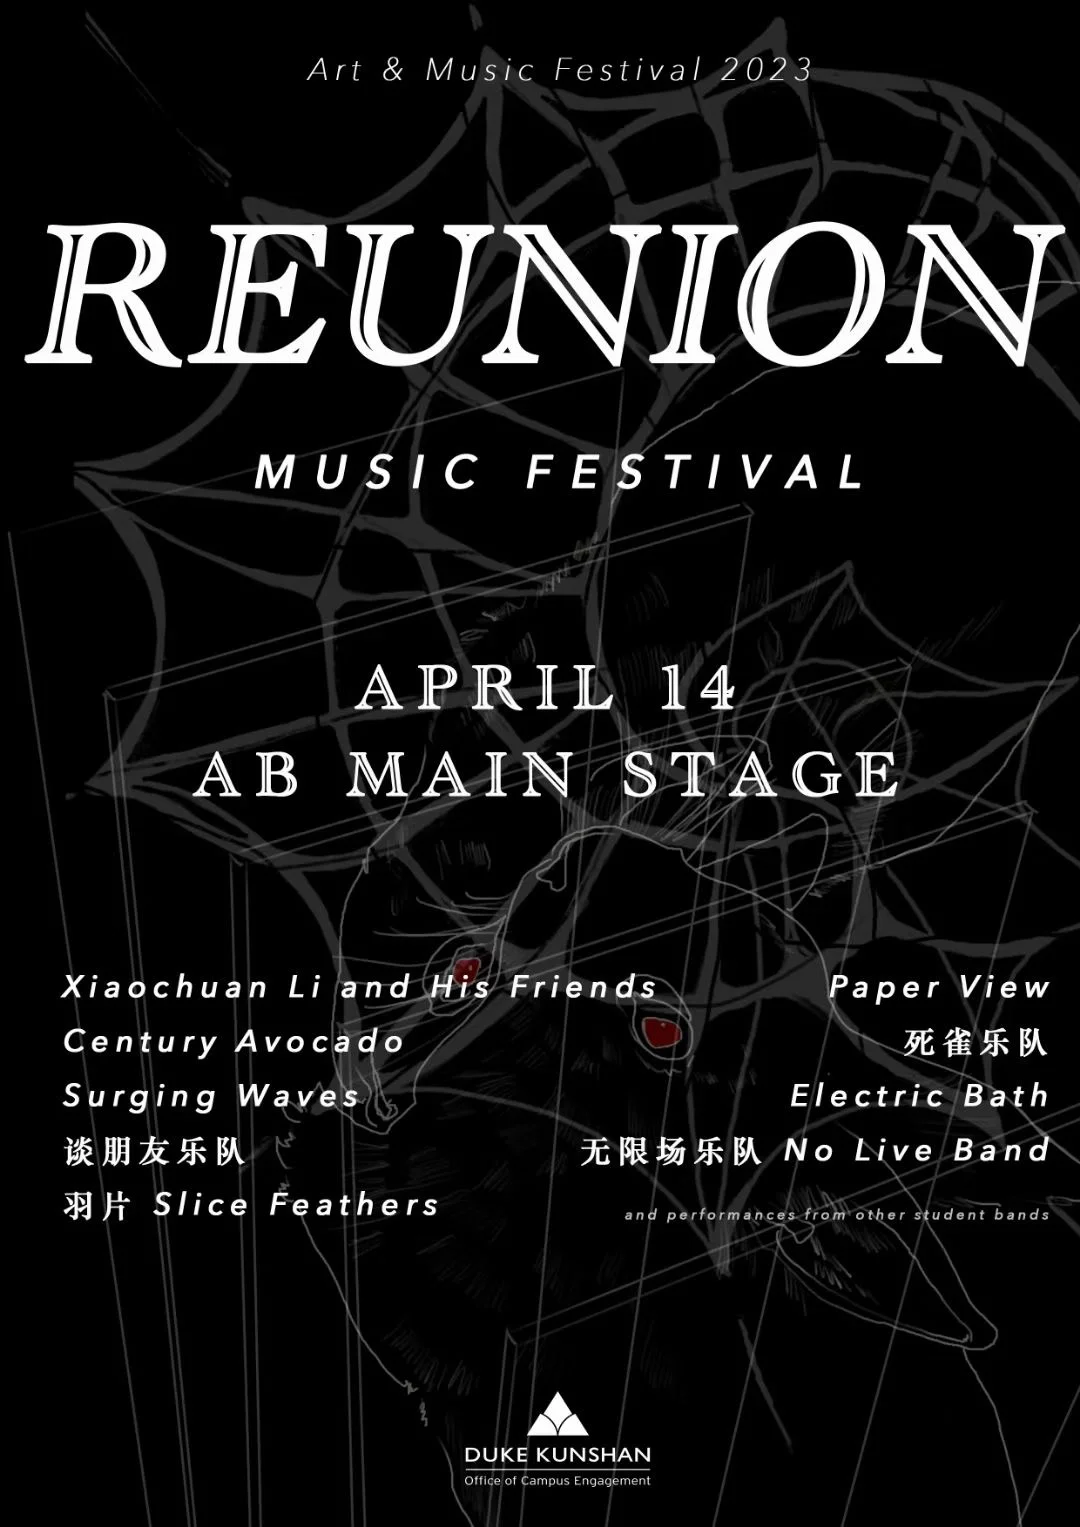 Art & Music Festival 2023
REUNION
MUSIC FESTIVAL
APRIL 14
AB MAIN STAGE
Xiaochuan Li and His Friends
Century Avocado
Surging Waves
谈朋友乐队
羽片 Slice Feathers
Paper View
死雀乐队
Electric Bath
无限场乐队 No Live Band
and performances from other student bands
DUKE KUNSHAN
Office of Campus Engagement